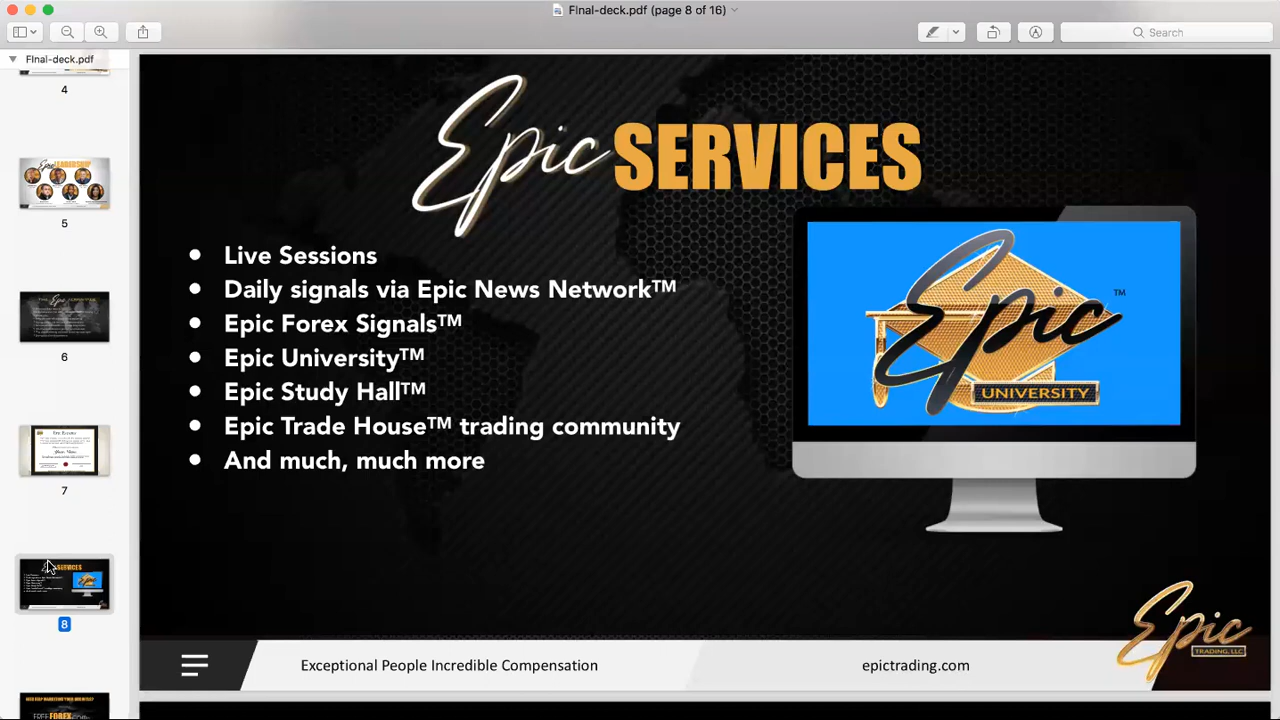 FInal-deck.pdf (page 8 of 16)
Search
FInal-deck.pdf
4
5
6
7
8
Epic SERVICES
• Live Sessions
• Daily signals via Epic News Network™
• Epic Forex Signals™
• Epic University™
• Epic Study Hall™
• Epic Trade House™ trading community
• And much, much more
Epic ™
UNIVERSITY
Exceptional People Incredible Compensation
epictrading.com
Epic
TRADING, LLC